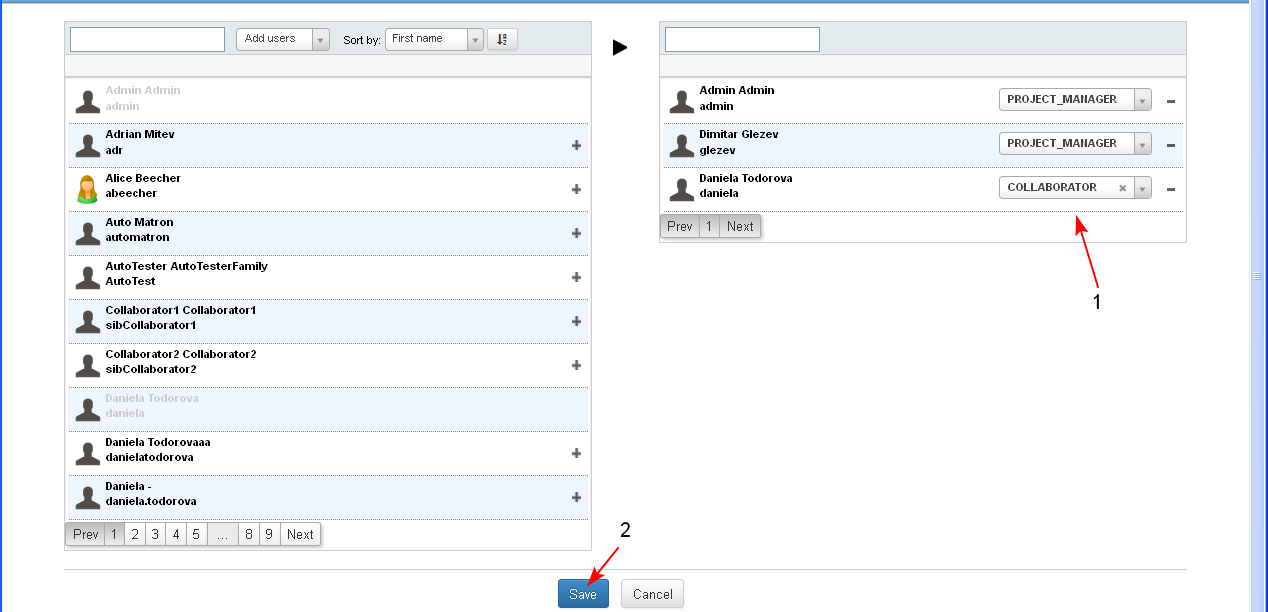 Add users
Sort by:
First name
Admin Admin
admin
Adrian Mitev
adr
Alice Beecher
abeecher
Auto Matron
automatron
AutoTester AutoTesterFamily
AutoTest
Collaborator1 Collaborator1
sibCollaborator1
Collaborator2 Collaborator2
sibCollaborator2
Daniela Todorova
daniela
Daniela Todorovaaa
danielatodorova
Daniela -
daniela.todorova
Prev 1 2 3 4 5 ... 8 9 Next
Admin Admin
admin
PROJECT_MANAGER
Dimitar Glezev
glezev
PROJECT_MANAGER
Daniela Todorova
daniela
COLLABORATOR
Prev 1 Next
1
2
Save
Cancel